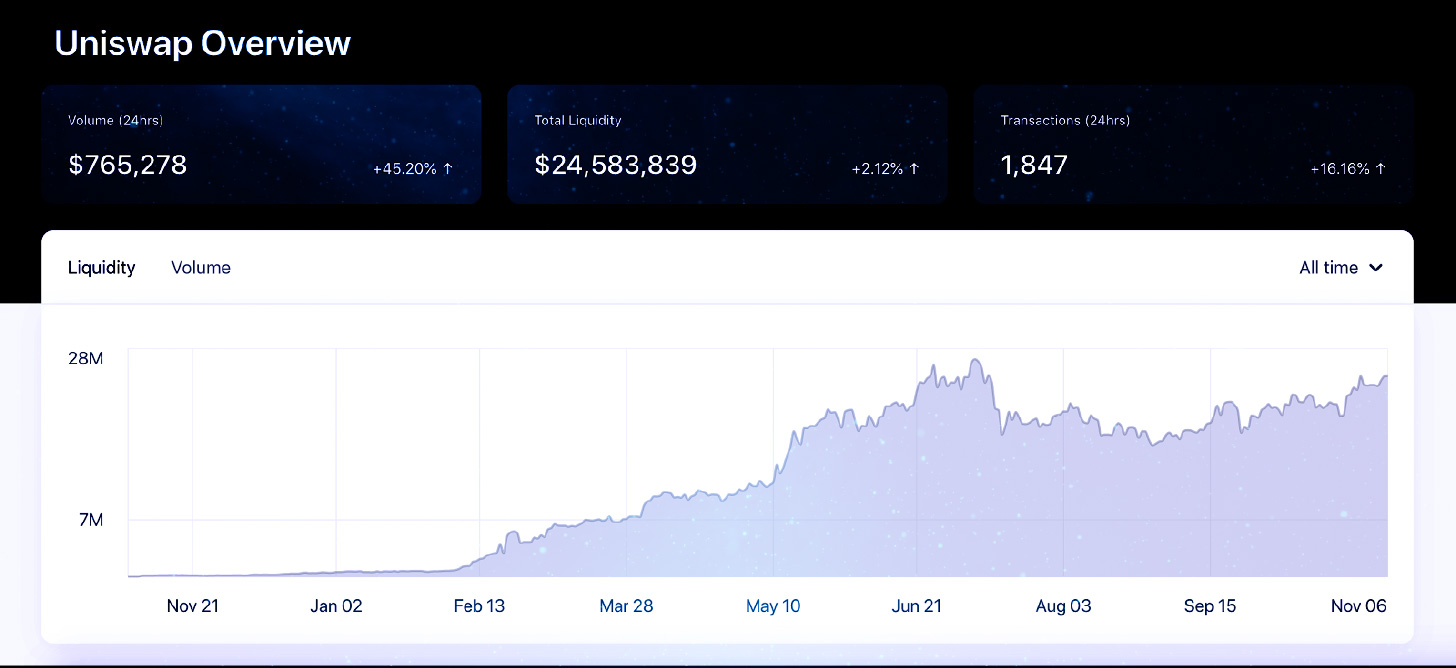 Uniswap Overview
Volume (24hrs)
$765,278 +45.20% ↑
Total Liquidity
$24,583,839 +2.12% ↑
Transactions (24hrs)
1,847 +16.16% ↑
Liquidity Volume All time
28M
7M
Nov 21 Jan 02 Feb 13 Mar 28 May 10 Jun 21 Aug 03 Sep 15 Nov 06